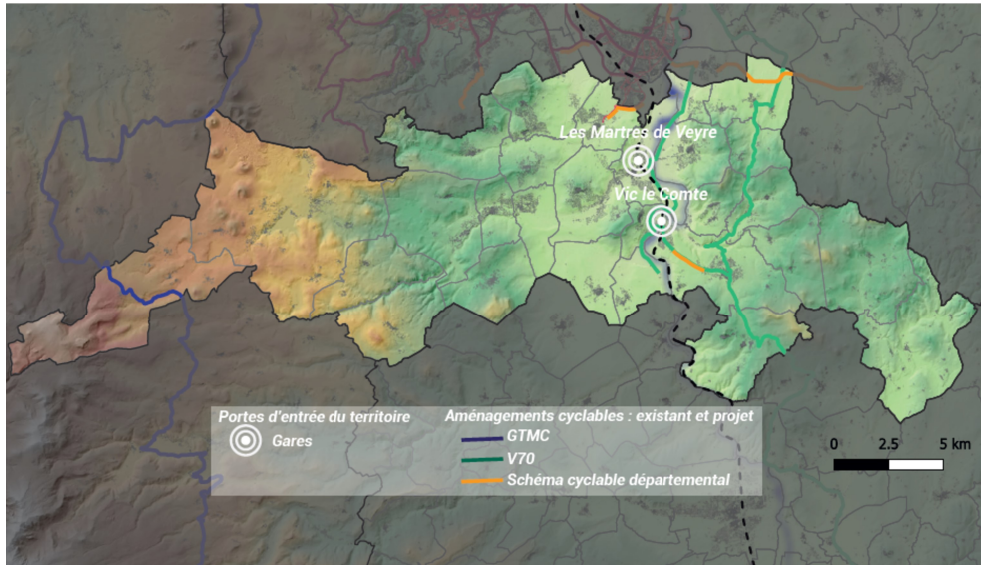 Les Martres de Veyre
Vic le Comte
Portes d'entrée du territoire
Gares
Aménagements cyclables : existant et projet
GTMC
V70
Schéma cyclable départemental
0 2.5 5 km